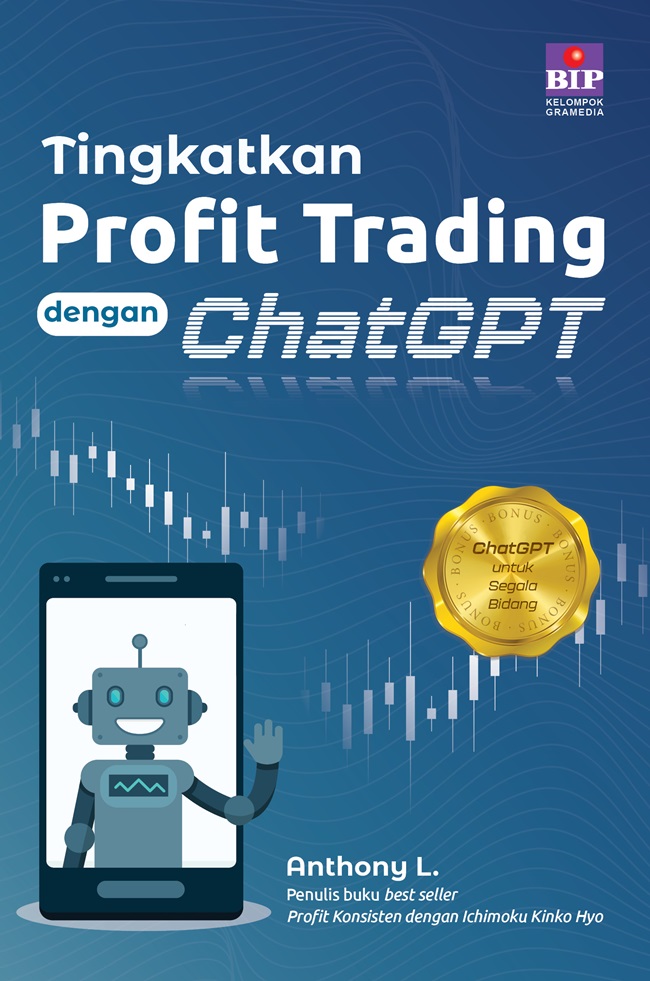 BIP
KELOMPOK
GRAMEDIA
Tingkatkan
Profit Trading
dengan ChatGPT
BONUS · BONUS · BONUS · BONUS · BONUS ·
ChatGPT
untuk
Segala
Bidang
Anthony L.
Penulis buku best seller
Profit Konsisten dengan Ichimoku Kinko Hyo